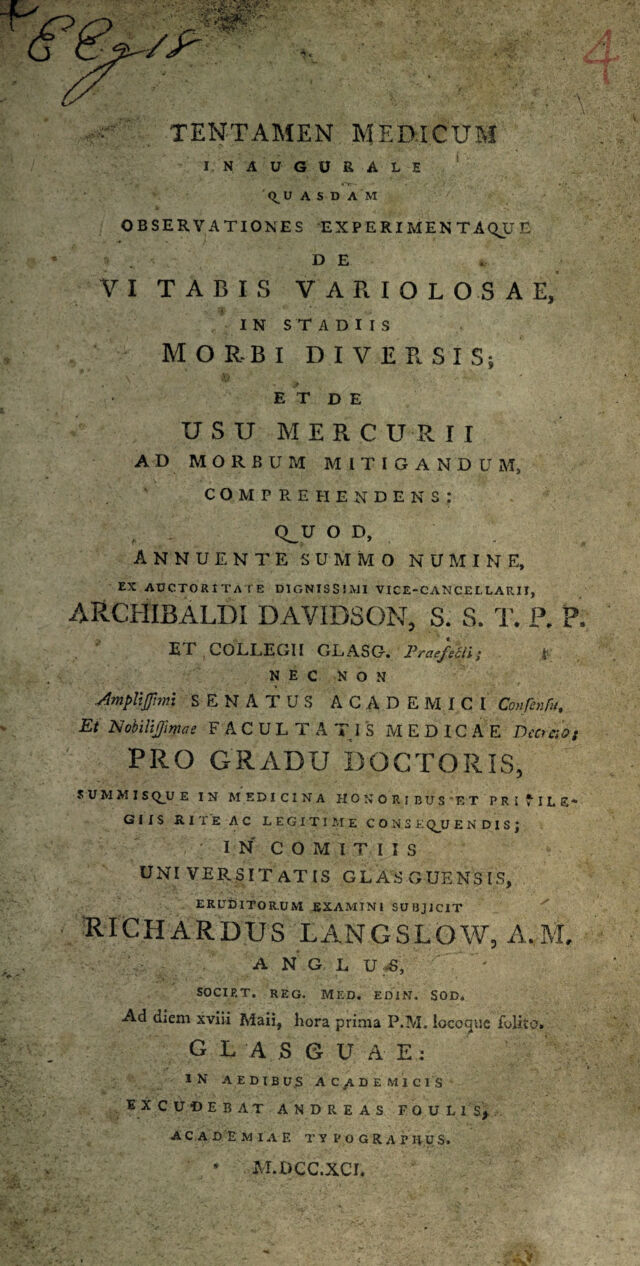 4
TENTAMEN MEDICUM
INAUGURALE
QUASDAM
OBSERVATIONES EXPERIMENTAQUE
DE
VI TABIS VARIOLOSAE,
IN STADIIS
MORBI DIVERSIS;
ET DE
USU MERCURII
AD MORBUM MITIGANDUM,
COMPREHENDENS:
QUOD,
ANNUENTE SUMMO NUMINE,
EX AUCTORITATE DIGNISSIMI VICE-CANCELLARII,
ARCHIBALDI DAVIDSON, S. S. T. P. P.
ET COLLEGII GLASG. Praefecti;
NEC NON
Ampliſſimi SENATUS ACADEMICI Conſenſu,
Et Nobiliſſimae FACULTATIS MEDICAE Decreto;
PRO GRADU DOCTORIS,
SUMMISQUE IN MEDICINA HONORIBUS ET PRIVILE-
GIIS RITE AC LEGITIME CONSEQUENDIS;
IN COMITIIS
UNIVERSITATIS GLASGUENSIS,
ERUDITORUM EXAMINI SUBJICIT
RICHARDUS LANGSLOW, A.M.
ANGLUS,
SOCIET. REG. MED. EDIN. SOD.
Ad diem xviii Maii, hora prima P.M. locoque ſolito.
GLASGUAE:
IN AEDIBUS ACADEMICIS
EXCUDEBAT ANDREAS FOULIS,
ACADEMIAE TYPOGRAPHUS.
M.DCC.XCI.